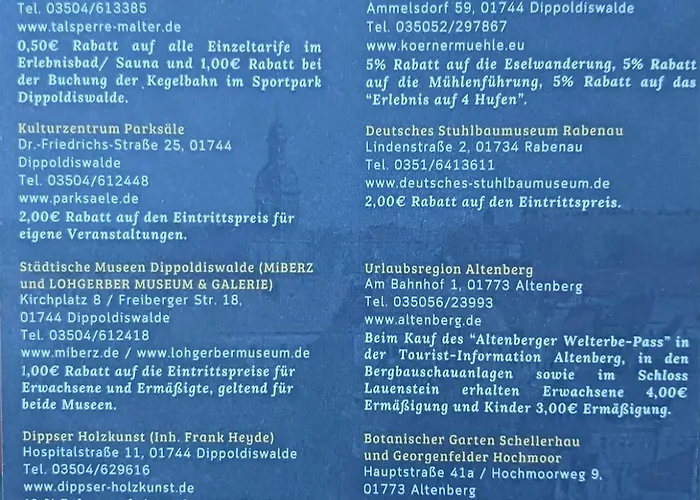 Tel. 03504/613385
www.talsperre-malter.de
0,50€ Rabatt auf alle Einzeltarife im
Erlebnisbad/ Sauna und 1,00€ Rabatt bei
der Buchung der Kegelbahn im Sportpark
Dippoldiswalde.
Kulturzentrum Parksäle
Dr.-Friedrichs-Straße 25, 01744
Dippoldiswalde
Tel. 03504/612448
www.parksaele.de
2,00€ Rabatt auf den Eintrittspreis für
eigene Veranstaltungen.
Städtische Museen Dippoldiswalde (MiBERZ
und LOHGERBER MUSEUM & GALERIE)
Kirchplatz 8 / Freiberger Str. 18,
01744 Dippoldiswalde
Tel. 03504/612418
www.miberz.de / www.lohgerbermuseum.de
1,00€ Rabatt auf die Eintrittspreise für
Erwachsene und Ermäßigte, geltend für
beide Museen.
Dippser Holzkunst (Inh. Frank Heyde)
Hospitalstraße 11, 01744 Dippoldiswalde
Tel. 03504/629616
www.dippser-holzkunst.de
Ammelsdorf 59, 01744 Dippoldiswalde
Tel. 035052/297867
www.koernermuehle.eu
5% Rabatt auf die Eselwanderung, 5% Rabatt
auf die Mühlenführung, 5% Rabatt auf das
“Erlebnis auf 4 Hufen”.
Deutsches Stuhlbaumuseum Rabenau
Lindenstraße 2, 01734 Rabenau
Tel. 0351/6413611
www.deutsches-stuhlbaumuseum.de
2,00€ Rabatt auf den Eintrittspreis.
Urlaubsregion Altenberg
Am Bahnhof 1, 01773 Altenberg
Tel. 035056/23993
www.altenberg.de
Beim Kauf des “Altenberger Welterbe-Pass” in
der Tourist-Information Altenberg, in den
Bergbauschauanlagen sowie im Schloss
Lauenstein erhalten Erwachsene 4,00€
Ermäßigung und Kinder 3,00€ Ermäßigung.
Botanischer Garten Schellerhau
und Georgenfelder Hochmoor
Hauptstraße 41a / Hochmoorweg 9,
01773 Altenberg